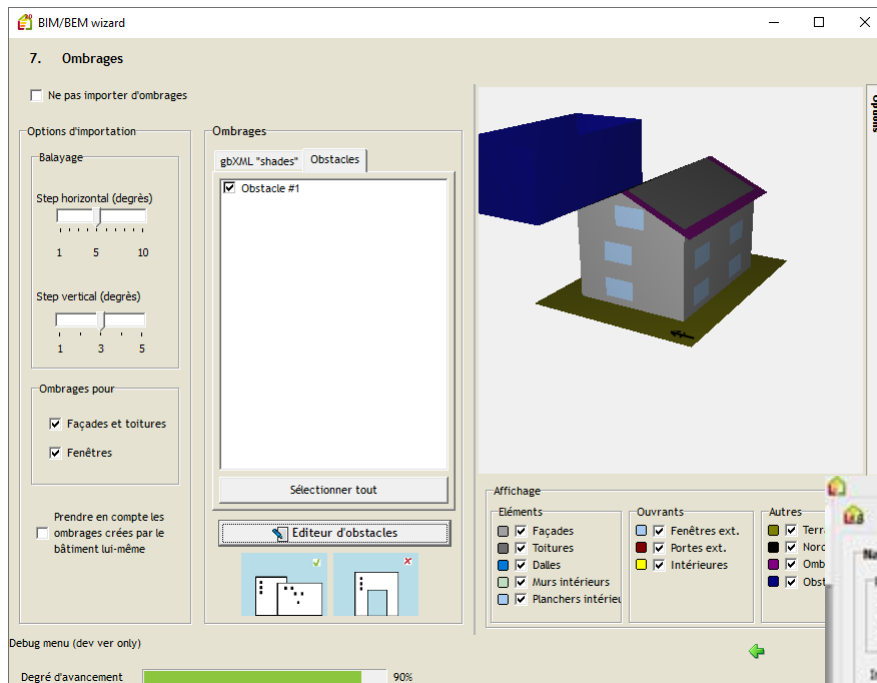 BIM/BEM wizard
7. Ombrages
Ne pas importer d'ombrages
Options d'importation
Balayage
Step horizontal (degrès)
1 5 10
Step vertical (degrès)
1 3 5
Ombrages pour
Façades et toitures
Fenêtres
Prendre en compte les
ombrages crées par le
bâtiment lui-même
Ombrages
gbXML "shades" Obstacles
Obstacle #1
Sélectionner tout
Editeur d'obstacles
Options
Affichage
Eléments
Façades
Toitures
Dalles
Murs intérieurs
Planchers intérieu
Ouvrants
Fenêtres ext.
Portes ext.
Intérieures
Autres
Terr
Nord
Omb
Obst
Debug menu (dev ver only)
Degré d'avancement 90%